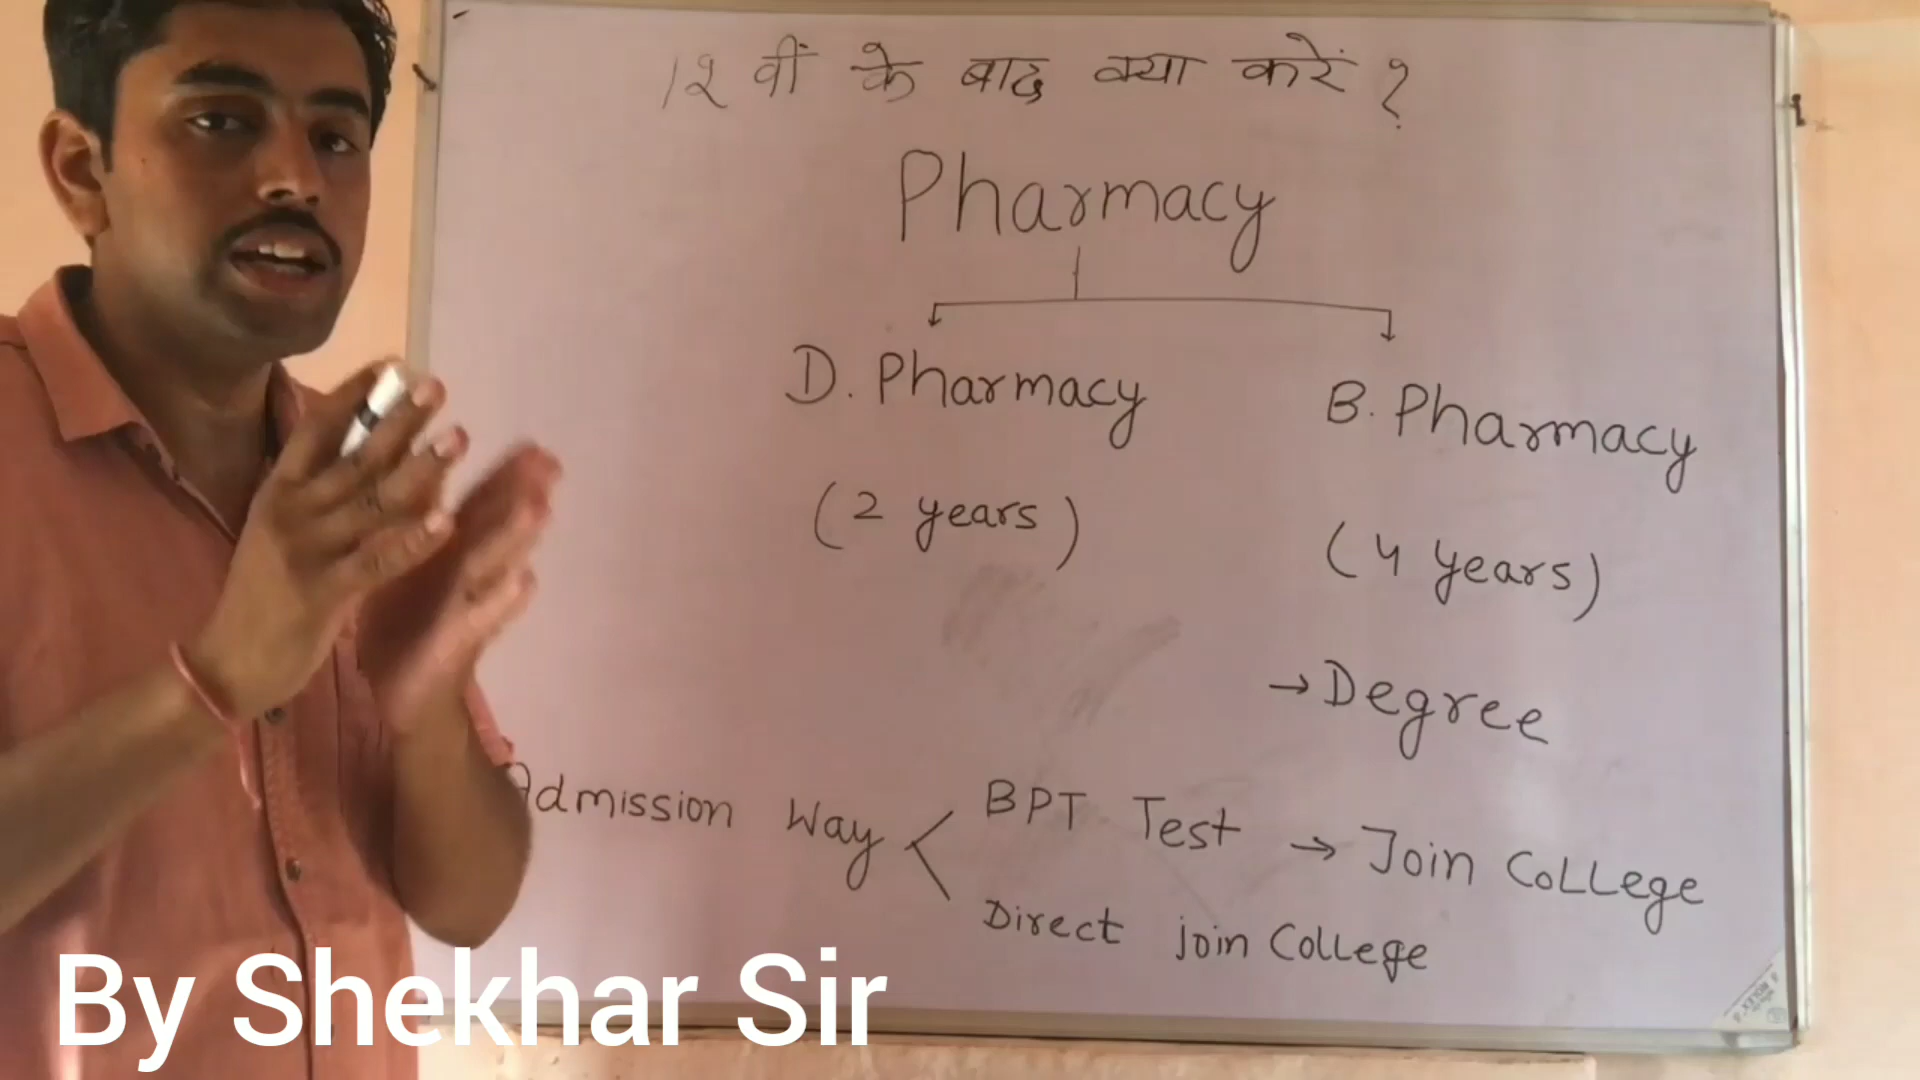 12 वीं के बाद क्या करें ?
Pharmacy
D. Pharmacy
B. Pharmacy
(2 years)
(4 years)
→ Degree
Admission Way
BPT Test → Join CoLLege
Direct join College
By Shekhar Sir